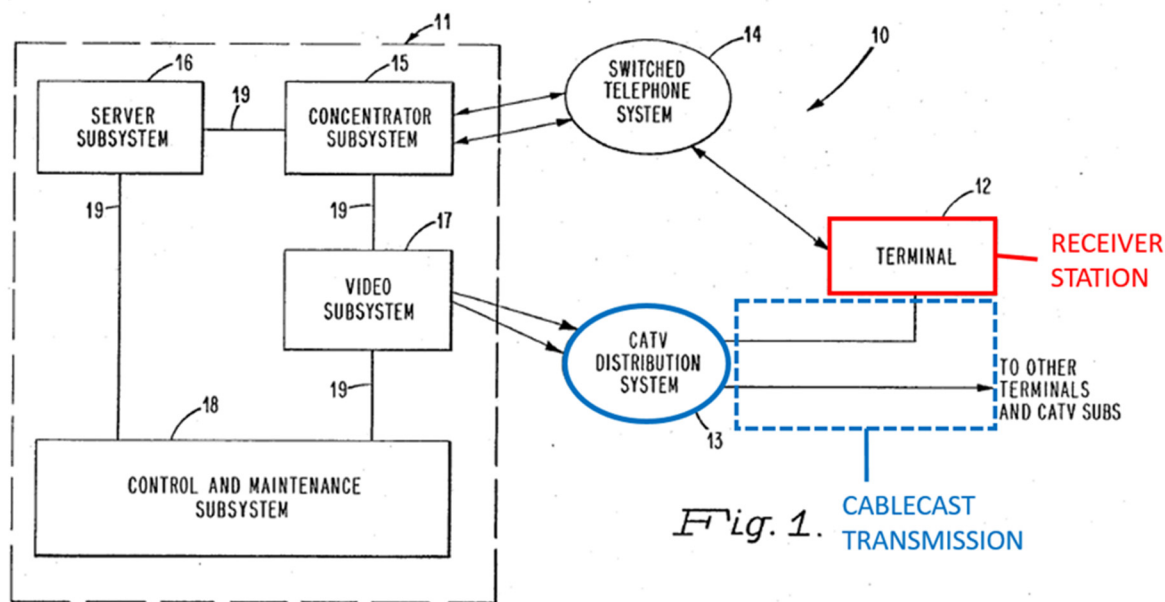 11
16
15
14
10
SERVER
SUBSYSTEM
19
CONCENTRATOR
SUBSYSTEM
SWITCHED
TELEPHONE
SYSTEM
19
19
17
12
TERMINAL
RECEIVER
STATION
VIDEO
SUBSYSTEM
CATV
DISTRIBUTION
SYSTEM
TO OTHER
TERMINALS
AND CATV SUBS
19
18
13
CONTROL AND MAINTENANCE
SUBSYSTEM
Fig. 1.
CABLECAST
TRANSMISSION